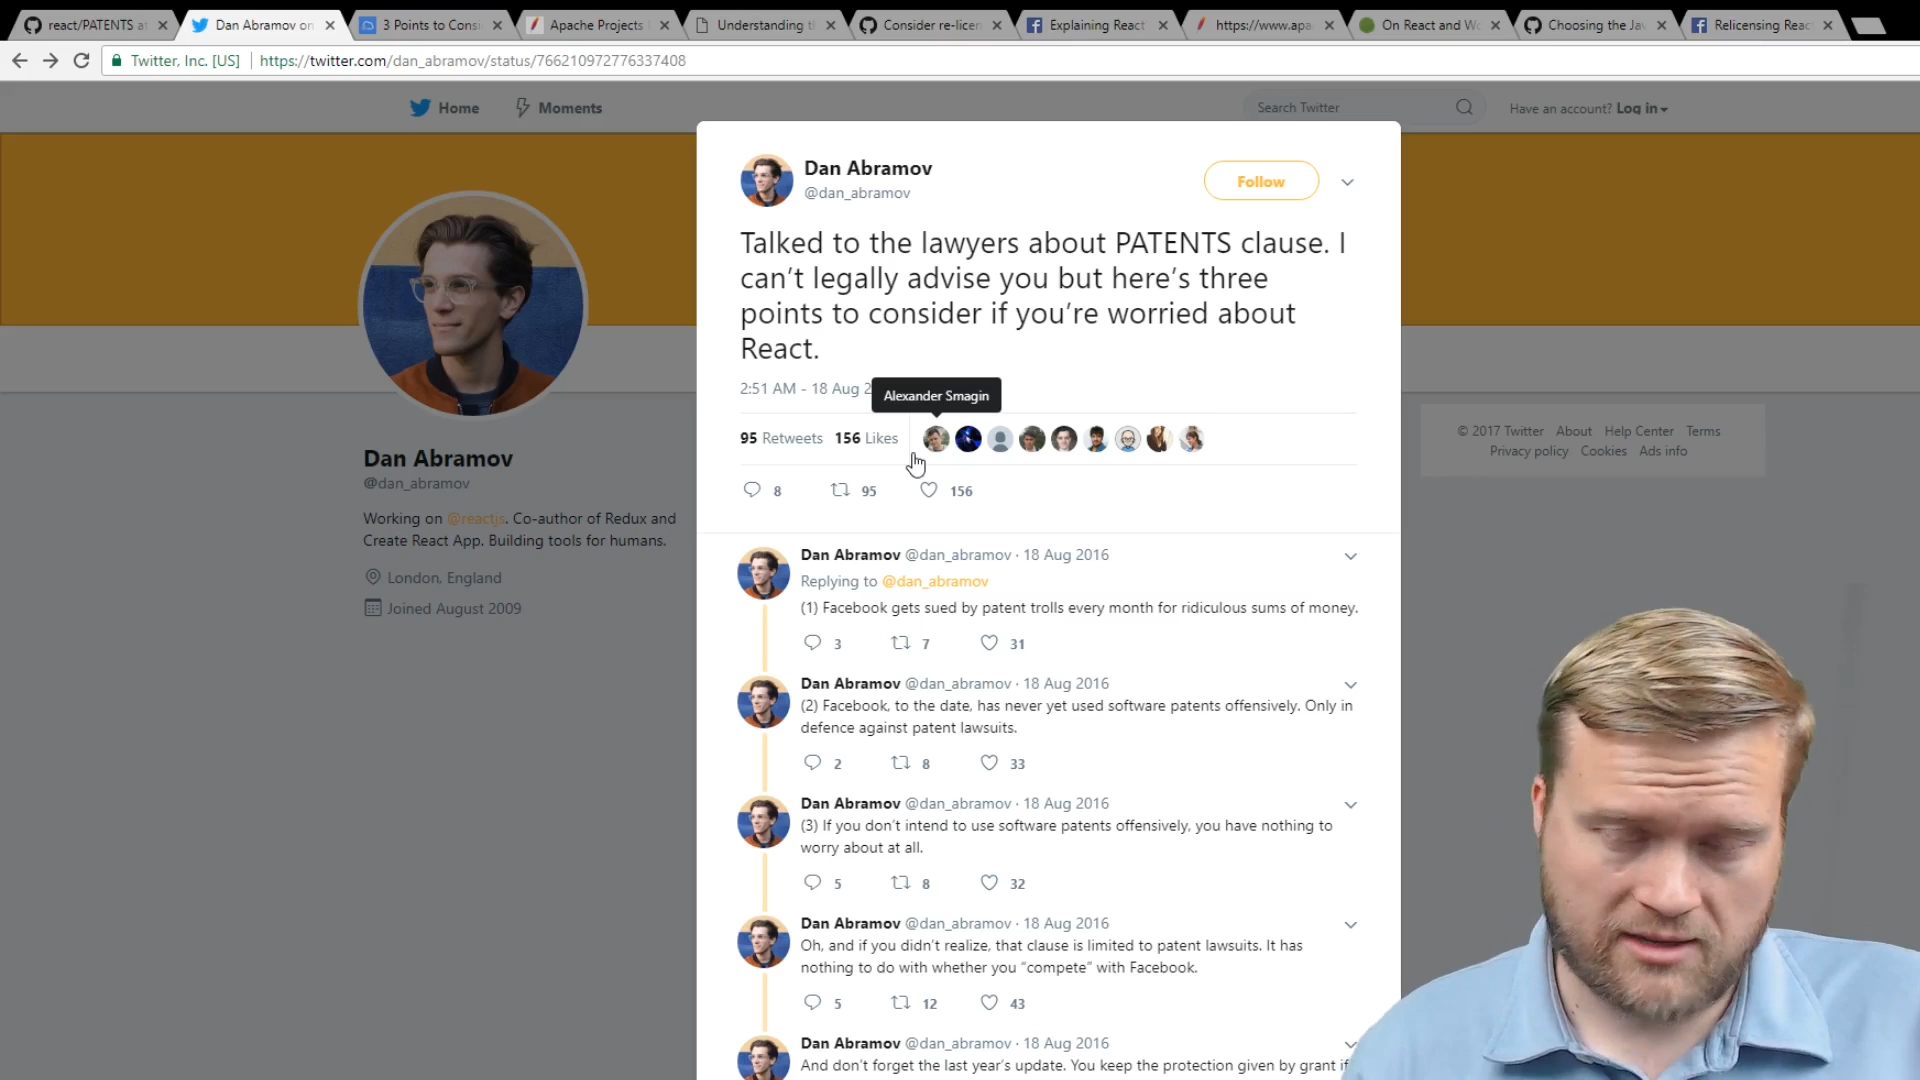 react/PATENTS at
Dan Abramov on
3 Points to Consi
Apache Projects
Understanding t
Consider re-licen
Explaining React
https://www.apa
On React and Wo
Choosing the Ja
Relicensing Reac
Twitter, Inc. [US] https://twitter.com/dan_abramov/status/766210972776337408
Home
Moments
Search Twitter
Have an account? Log in
Dan Abramov
@dan_abramov
Follow
Talked to the lawyers about PATENTS clause. I
can't legally advise you but here's three
points to consider if you're worried about
React.
2:51 AM - 18 Aug 2
Alexander Smagin
95 Retweets 156 Likes
8 95 156
Dan Abramov
@dan_abramov
Working on @reactjs. Co-author of Redux and
Create React App. Building tools for humans.
London, England
Joined August 2009
© 2017 Twitter About Help Center Terms
Privacy policy Cookies Ads info
Dan Abramov @dan_abramov · 18 Aug 2016
Replying to @dan_abramov
(1) Facebook gets sued by patent trolls every month for ridiculous sums of money.
3 7 31
Dan Abramov @dan_abramov · 18 Aug 2016
(2) Facebook, to the date, has never yet used software patents offensively. Only in
defence against patent lawsuits.
2 8 33
Dan Abramov @dan_abramov · 18 Aug 2016
(3) If you don't intend to use software patents offensively, you have nothing to
worry about at all.
5 8 32
Dan Abramov @dan_abramov · 18 Aug 2016
Oh, and if you didn't realize, that clause is limited to patent lawsuits. It has
nothing to do with whether you “compete” with Facebook.
5 12 43
Dan Abramov @dan_abramov · 18 Aug 2016
And don't forget the last year's update. You keep the protection given by grant if